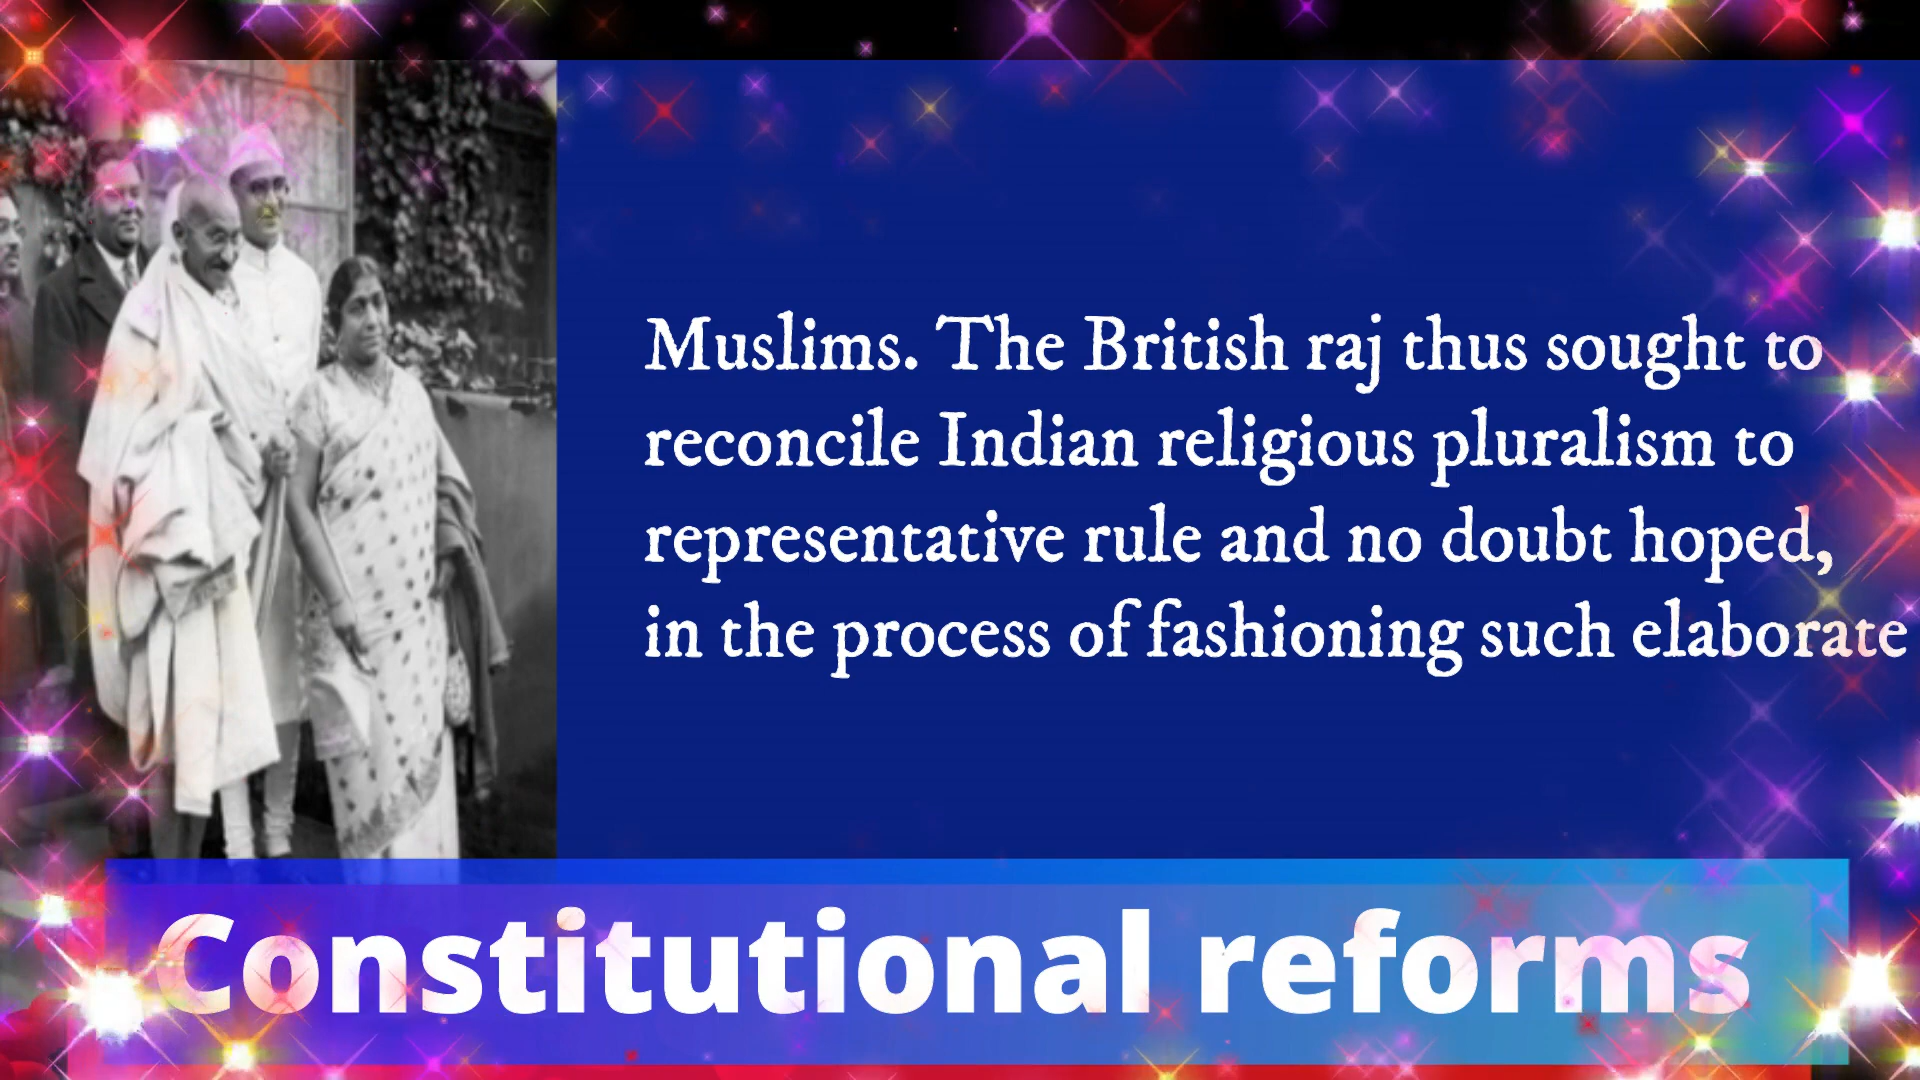 Muslims. The British raj thus sought to
reconcile Indian religious pluralism to
representative rule and no doubt hoped,
in the process of fashioning such elaborate
Constitutional reforms